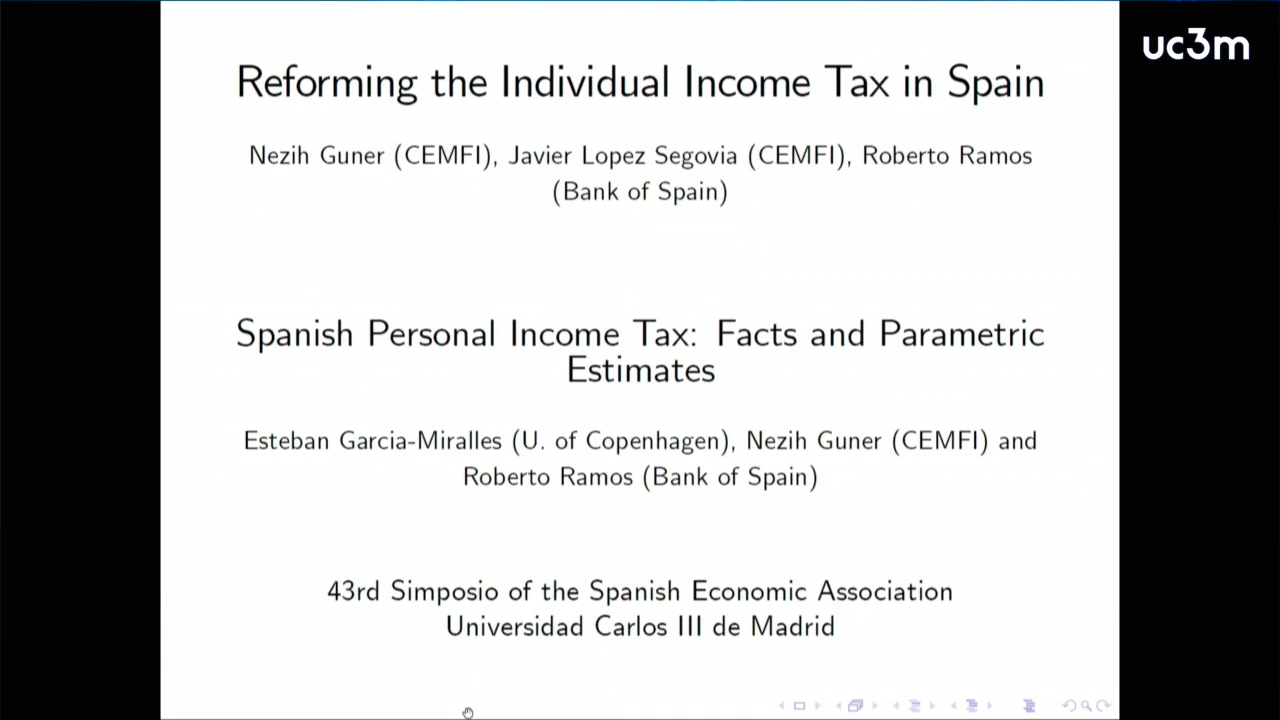 uc3m
Reforming the Individual Income Tax in Spain
Nezih Guner (CEMFI), Javier Lopez Segovia (CEMFI), Roberto Ramos
(Bank of Spain)
Spanish Personal Income Tax: Facts and Parametric
Estimates
Esteban Garcia-Miralles (U. of Copenhagen), Nezih Guner (CEMFI) and
Roberto Ramos (Bank of Spain)
43rd Simposio of the Spanish Economic Association
Universidad Carlos III de Madrid